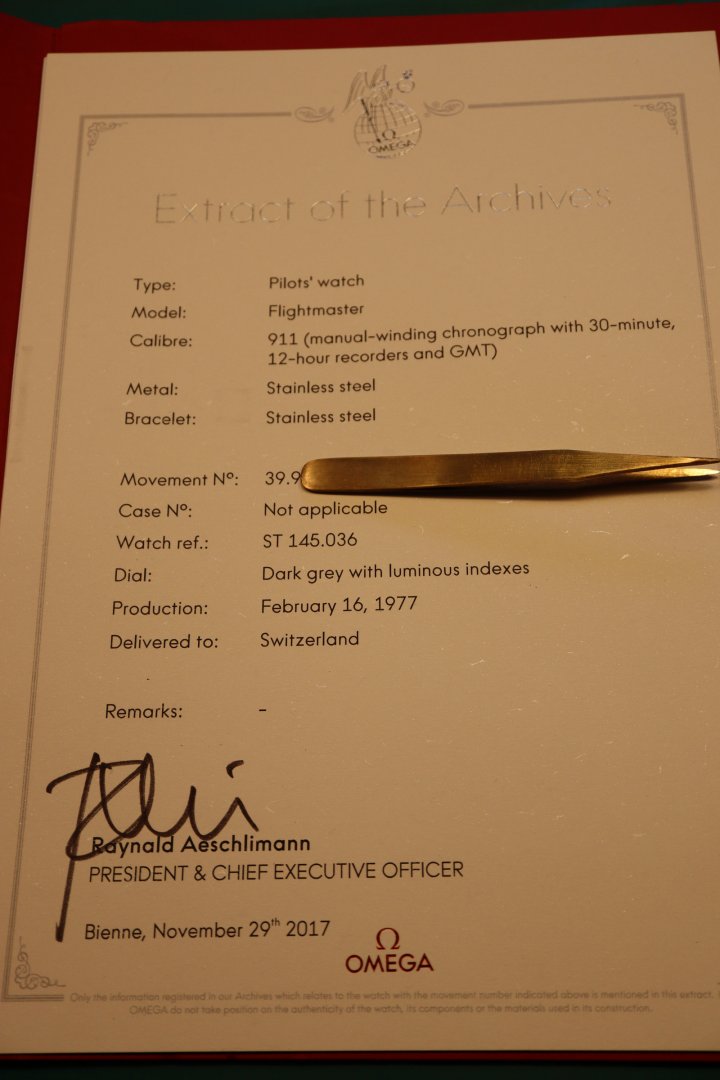 Ω
OMEGA
Extract of the Archives
Type: Pilots' watch
Model: Flightmaster
Calibre: 911 (manual-winding chronograph with 30-minute,
12-hour recorders and GMT)
Metal: Stainless steel
Bracelet: Stainless steel
Movement Nº: 39.9
Case Nº: Not applicable
Watch ref.: ST 145.036
Dial: Dark grey with luminous indexes
Production: February 16, 1977
Delivered to: Switzerland
Remarks: -
Raynald Aeschlimann
PRESIDENT & CHIEF EXECUTIVE OFFICER
Bienne, November 29th 2017
Ω
OMEGA
Only the information registered in our Archives which relates to the watch with the movement number indicated above is mentioned in this extract.
OMEGA do not take position on the authenticity of the watch, its components or the materials used in its construction.